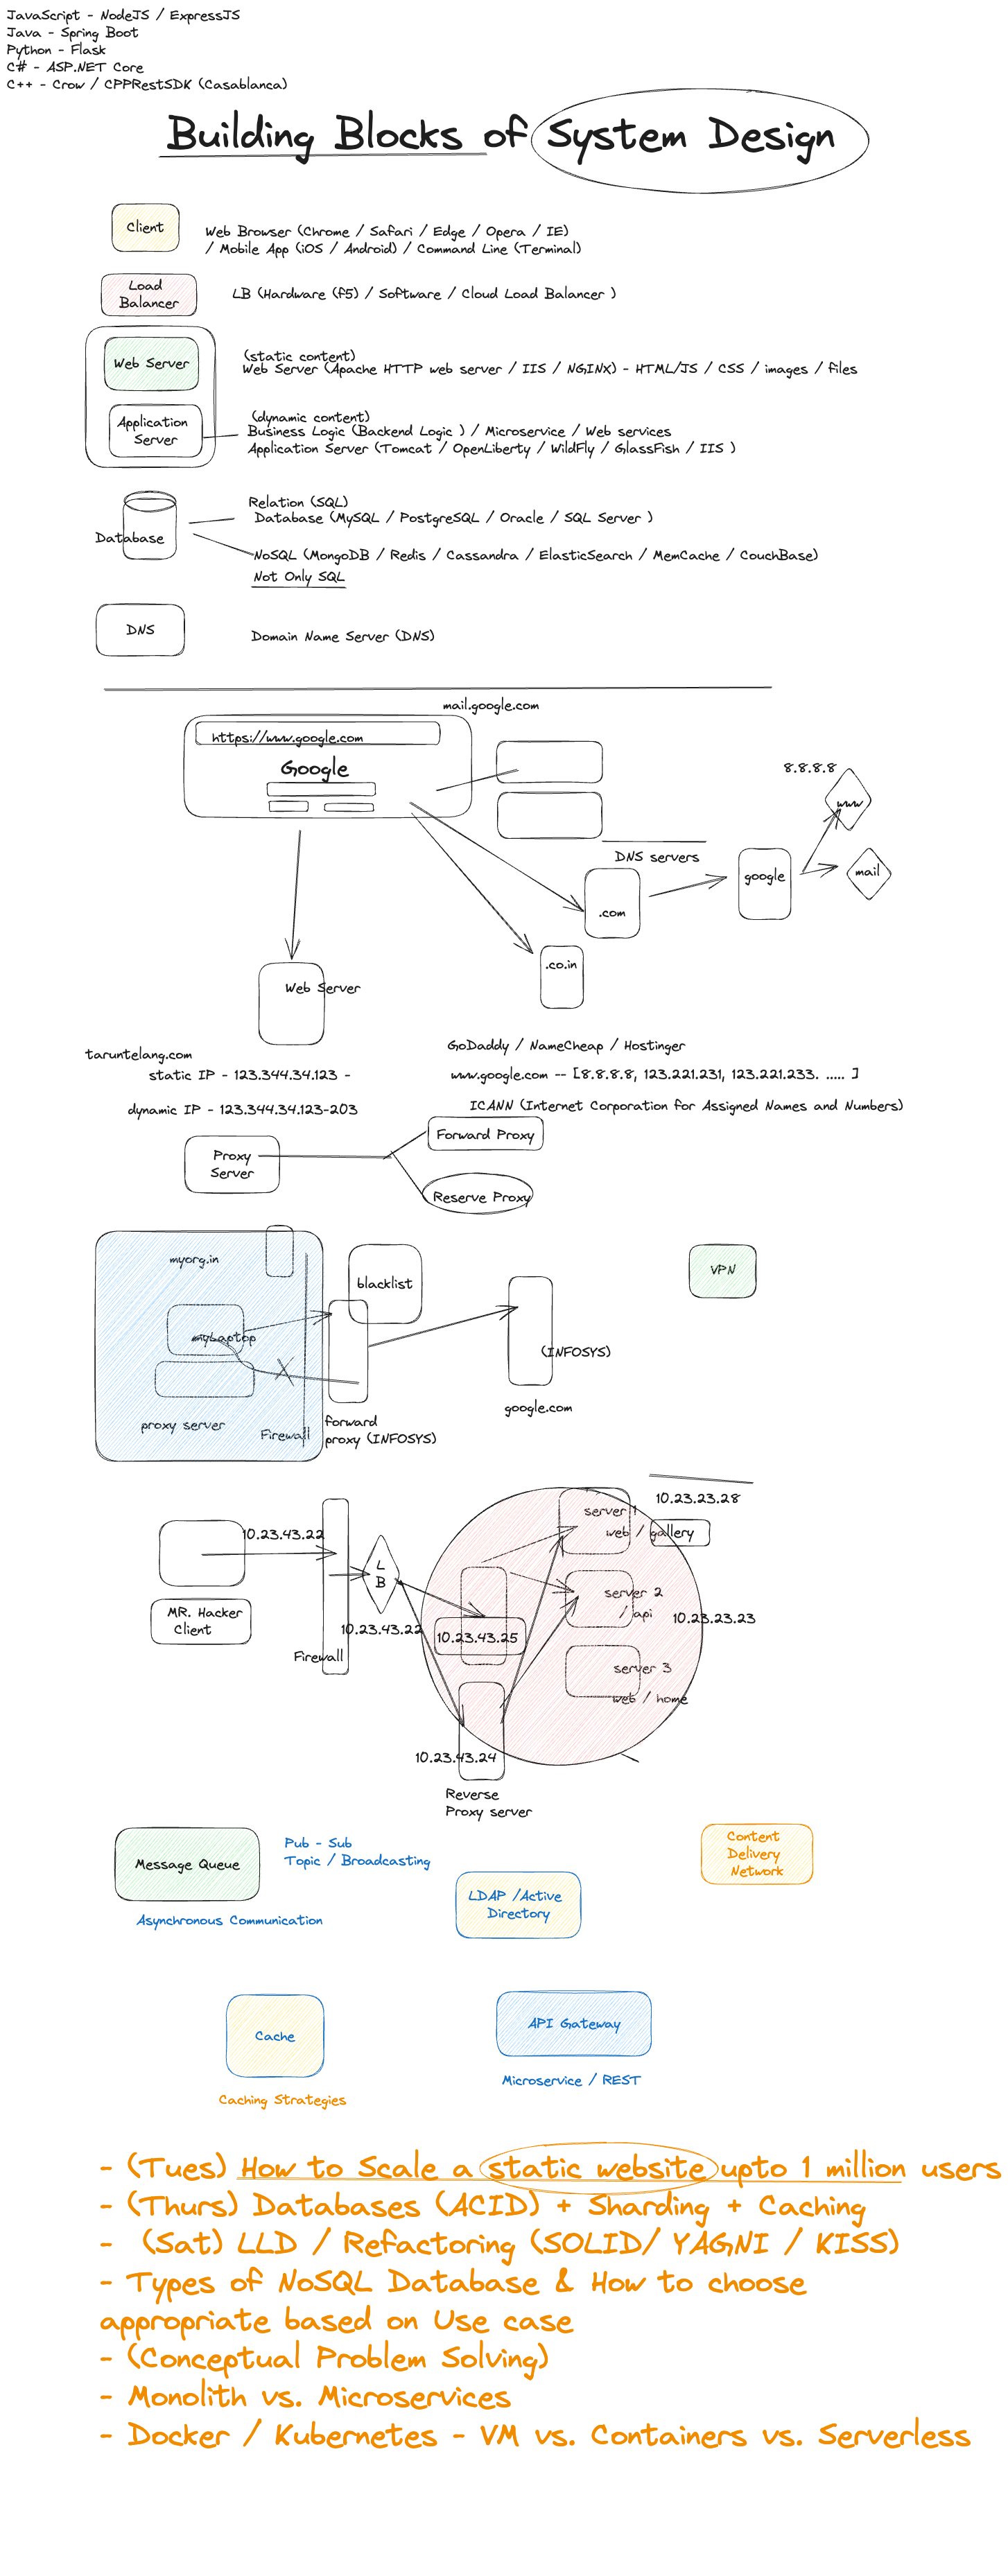 JavaScript - NodeJS / ExpressJS
Java - Spring Boot
Python - Flask
C# - ASP.NET Core
C++ - Crow / CPPRestSDK (Casablanca)
Building Blocks of System Design
Client
Web Browser (Chrome / Safari / Edge / Opera / IE)
/ Mobile App (iOS / Android) / Command Line (Terminal)
Load
Balancer
LB (Hardware (f5) / Software / Cloud Load Balancer )
Web Server
(static content)
Web Server (Apache HTTP web server / IIS / NGINX) - HTML/JS / CSS / images / files
Application
Server
(dynamic content)
Business Logic (Backend Logic ) / Microservice / Web services
Application Server (Tomcat / OpenLiberty / WildFly / GlassFish / IIS )
Database
Relation (SQL)
Database (MySQL / PostgreSQL / Oracle / SQL Server )
NoSQL (MongoDB / Redis / Cassandra / ElasticSearch / MemCache / CouchBase)
Not Only SQL
DNS
Domain Name Server (DNS)
mail.google.com
https://www.google.com
Google
8.8.8.8
www
DNS servers
google
mail
.com
.co.in
Web Server
GoDaddy / NameCheap / Hostinger
taruntelang.com
static IP - 123.344.34.123 -
www.google.com -- [8.8.8.8, 123.221.231, 123.221.233. ..... ]
dynamic IP - 123.344.34.123-203
ICANN (Internet Corporation for Assigned Names and Numbers)
Proxy
Server
Forward Proxy
Reserve Proxy
myorg.in
blacklist
VPN
myLaptop
(INFOSYS)
google.com
proxy server
Firewall
forward
proxy (INFOSYS)
10.23.23.28
server 1
web / gallery
10.23.43.22
L
B
server 2
/ api
10.23.23.23
MR. Hacker
Client
10.23.43.22
10.23.43.25
Firewall
server 3
web / home
10.23.43.24
Reverse
Proxy server
Message Queue
Pub - Sub
Topic / Broadcasting
Content
Delivery
Network
LDAP /Active
Directory
Asynchronous Communication
Cache
API Gateway
Caching Strategies
Microservice / REST
- (Tues) How to Scale a static website upto 1 million users
- (Thurs) Databases (ACID) + Sharding + Caching
- (Sat) LLD / Refactoring (SOLID/ YAGNI / KISS)
- Types of NoSQL Database & How to choose
appropriate based on Use case
- (Conceptual Problem Solving)
- Monolith vs. Microservices
- Docker / Kubernetes - VM vs. Containers vs. Serverless